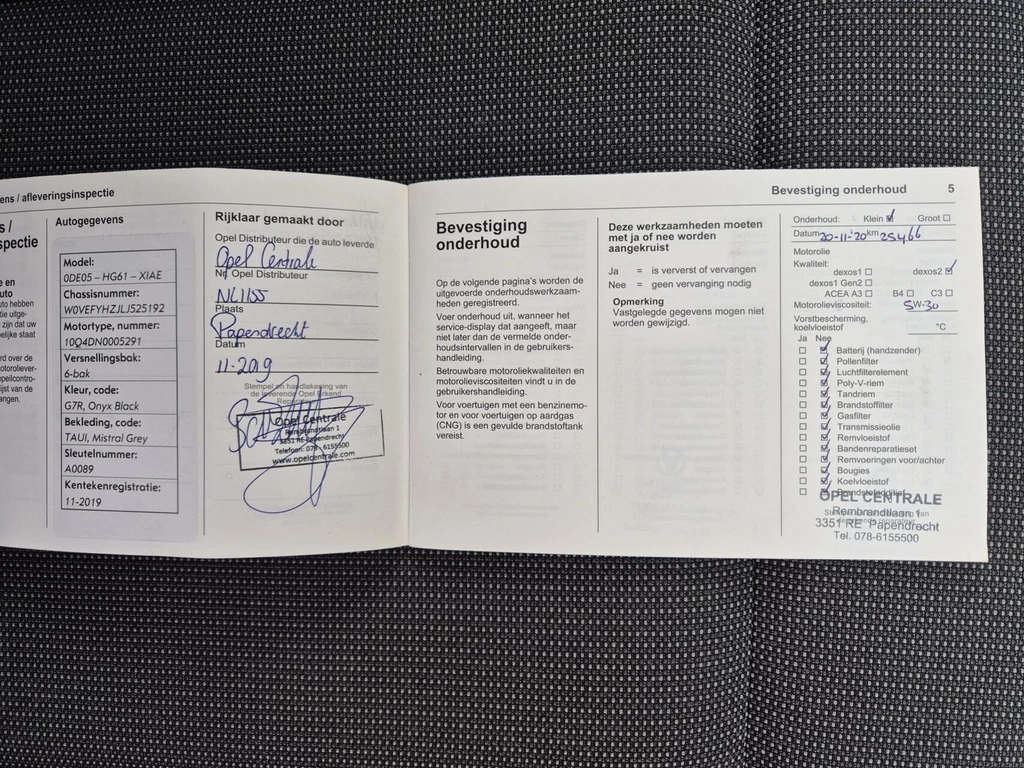 ens / afleveringsinspectie
s /
spectie
e en
uto
uto hebben
tie uitge-
zijn dat uw
elijke staat
rd over de
otoroliever-
peilcontro-
ijst van de
angen.
Autogegevens
Model:
0DE05 – HG61 – XIAE
Chassisnummer:
W0VEFYHZJLJ525192
Motortype, nummer:
10Q4DN0005291
Versnellingsbak:
6-bak
Kleur, code:
G7R, Onyx Black
Bekleding, code:
TAUI, Mistral Grey
Sleutelnummer:
A0089
Kentekenregistratie:
11-2019
Rijklaar gemaakt door
Opel Distributeur die de auto leverde
Opel Centrale
Nr. Opel Distributeur
NL1155
Plaats
Papendrecht
Datum
11-2019
Stempel en handtekening van
de leverende Opel Erkend
Opel Centrale
Rembrandtlaan 1
3351 RE Papendrecht
Telefoon: 078 - 6155500
www.opelcentrale.com
Bevestiging onderhoud 5
Bevestiging
onderhoud
Op de volgende pagina's worden de
uitgevoerde onderhoudswerkzaam-
heden geregistreerd.
Voer onderhoud uit, wanneer het
service-display dat aangeeft, maar
niet later dan de vermelde onder-
houdsintervallen in de gebruikers-
handleiding.
Betrouwbare motoroliekwaliteiten en
motorolieviscositeiten vindt u in de
gebruikershandleiding.
Voor voertuigen met een benzinemo-
tor en voor voertuigen op aardgas
(CNG) is een gevulde brandstoftank
vereist.
Deze werkzaamheden moeten
met ja of nee worden
aangekruist
Ja = is ververst of vervangen
Nee = geen vervanging nodig
Opmerking
Vastgelegde gegevens mogen niet
worden gewijzigd.
Onderhoud: Klein ☑ Groot ☐
Datum 20-11-'20 km 25466
Motorolie
Kwaliteit:
dexos1 ☐ dexos2 ☑
dexos1 Gen2 ☐
ACEA A3 ☐ B4 ☐ C3 ☐
Motorolieviscositeit: 5W-30
Vorstbescherming,
koelvloeistof °C
Ja Nee
☐ ☑ Batterij (handzender)
☐ ☑ Pollenfilter
☐ ☑ Luchtfilterelement
☐ ☑ Poly-V-riem
☐ ☑ Tandriem
☐ ☑ Brandstoffilter
☐ ☑ Gasfilter
☐ ☑ Transmissieolie
☐ ☑ Remvloeistof
☐ ☑ Bandenreparatieset
☐ ☑ Remvoeringen voor/achter
☐ ☑ Bougies
☐ ☑ Koelvloeistof
OPEL CENTRALE
Rembrandtlaan 1
3351 RE Papendrecht
Tel. 078-6155500